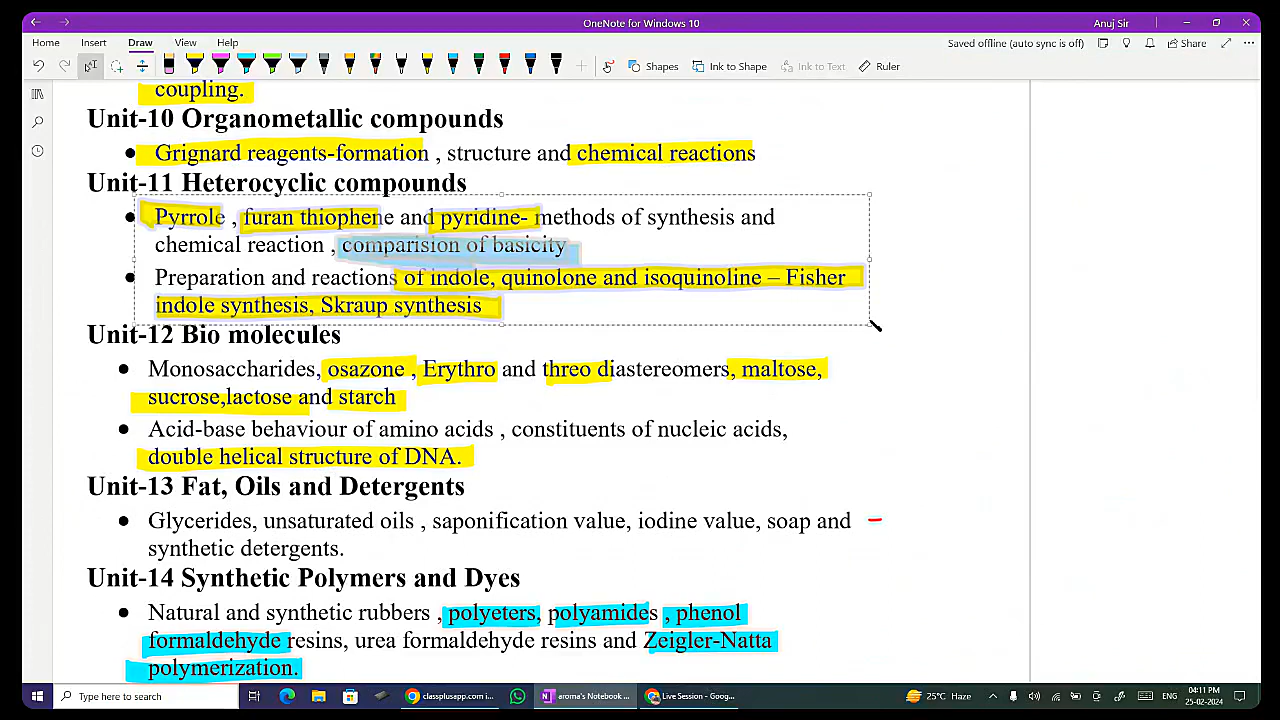 OneNote for Windows 10
Anuj Sir
Home Insert Draw View Help
Saved offline (auto sync is off)
Share
Shapes
Ink to Shape
Ink to Text
Ruler
coupling.
Unit-10 Organometallic compounds
Grignard reagents-formation , structure and chemical reactions
Unit-11 Heterocyclic compounds
Pyrrole , furan thiophene and pyridine- methods of synthesis and
chemical reaction , comparision of basicity
Preparation and reactions of indole, quinolone and isoquinoline – Fisher
indole synthesis, Skraup synthesis
Unit-12 Bio molecules
Monosaccharides, osazone , Erythro and threo diastereomers, maltose,
sucrose,lactose and starch
Acid-base behaviour of amino acids , constituents of nucleic acids,
double helical structure of DNA.
Unit-13 Fat, Oils and Detergents
Glycerides, unsaturated oils , saponification value, iodine value, soap and
synthetic detergents.
Unit-14 Synthetic Polymers and Dyes
Natural and synthetic rubbers , polyeters, polyamides , phenol
formaldehyde resins, urea formaldehyde resins and Zeigler-Natta
polymerization.
Type here to search
classplusapp.com i...
aroma's Notebook ...
Live Session - Goog...
25°C Haze
ENG
04:11 PM
25-02-2024